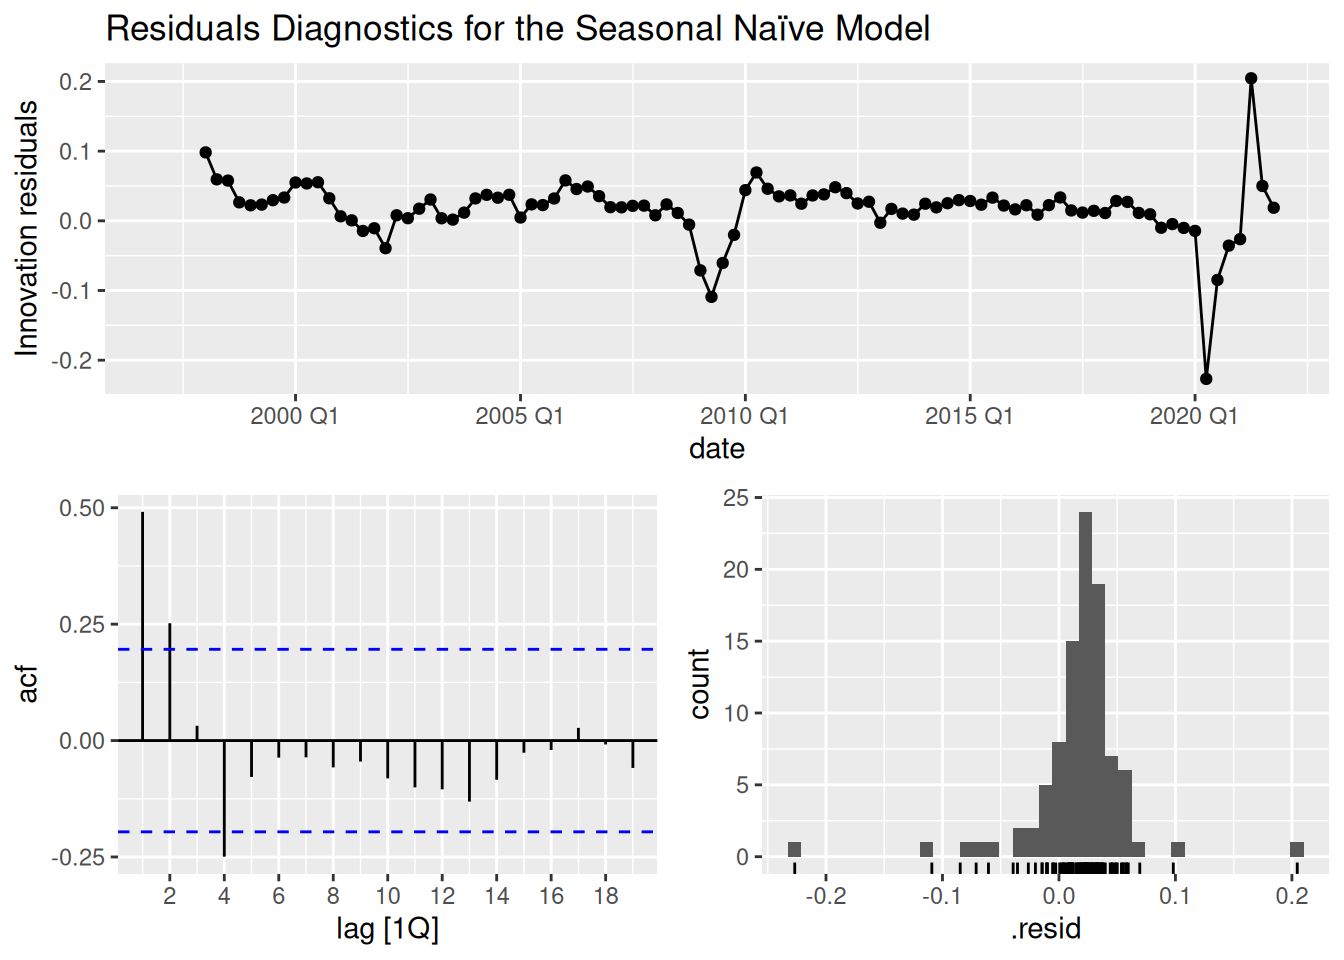 Residuals Diagnostics for the Seasonal Naïve Model
Innovation residuals
0.2
0.1
0.0
-0.1
-0.2
2000 Q1 2005 Q1 2010 Q1 2015 Q1 2020 Q1
date
acf
0.50
0.25
0.00
-0.25
2 4 6 8 10 12 14 16 18
lag [1Q]
count
25
20
15
10
5
0
-0.2 -0.1 0.0 0.1 0.2
.resid